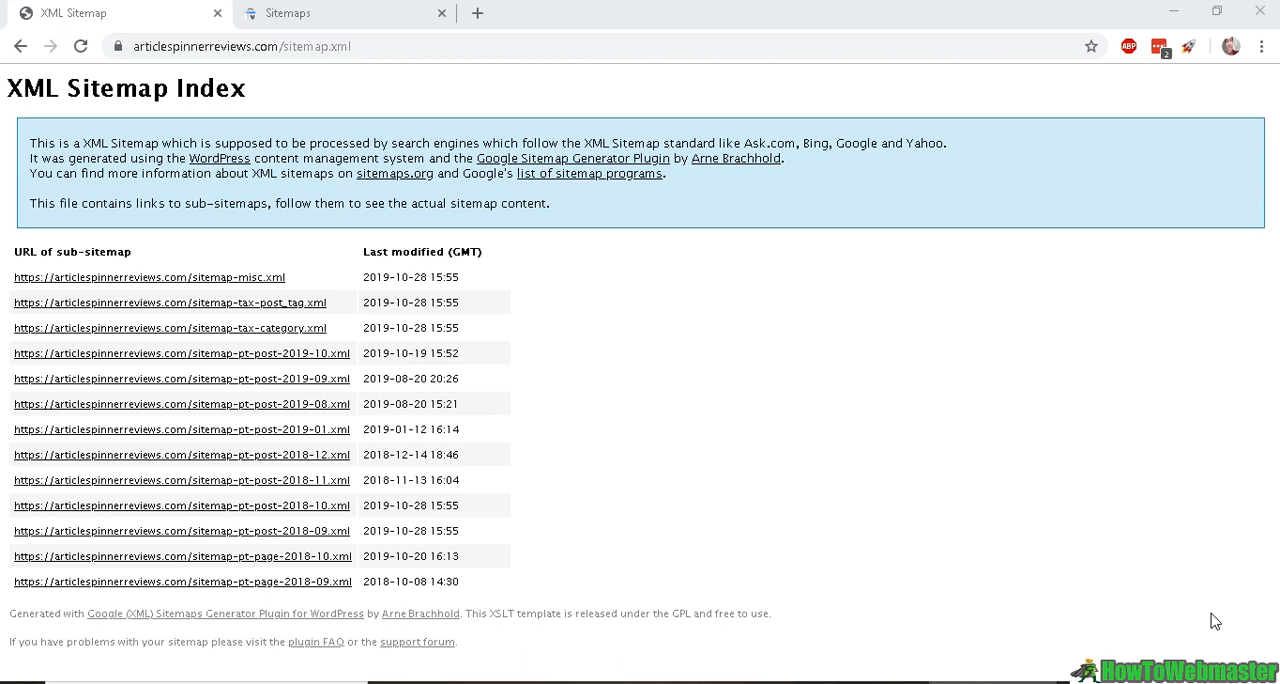 XML Sitemap
Sitemaps
articlespinnerreviews.com/sitemap.xml
ABP
2
XML Sitemap Index
This is a XML Sitemap which is supposed to be processed by search engines which follow the XML Sitemap standard like Ask.com, Bing, Google and Yahoo.
It was generated using the WordPress content management system and the Google Sitemap Generator Plugin by Arne Brachhold.
You can find more information about XML sitemaps on sitemaps.org and Google's list of sitemap programs.
This file contains links to sub-sitemaps, follow them to see the actual sitemap content.
URL of sub-sitemap Last modified (GMT)
https://articlespinnerreviews.com/sitemap-misc.xml 2019-10-28 15:55
https://articlespinnerreviews.com/sitemap-tax-post_tag.xml 2019-10-28 15:55
https://articlespinnerreviews.com/sitemap-tax-category.xml 2019-10-28 15:55
https://articlespinnerreviews.com/sitemap-pt-post-2019-10.xml 2019-10-19 15:52
https://articlespinnerreviews.com/sitemap-pt-post-2019-09.xml 2019-08-20 20:26
https://articlespinnerreviews.com/sitemap-pt-post-2019-08.xml 2019-08-20 15:21
https://articlespinnerreviews.com/sitemap-pt-post-2019-01.xml 2019-01-12 16:14
https://articlespinnerreviews.com/sitemap-pt-post-2018-12.xml 2018-12-14 18:46
https://articlespinnerreviews.com/sitemap-pt-post-2018-11.xml 2018-11-13 16:04
https://articlespinnerreviews.com/sitemap-pt-post-2018-10.xml 2019-10-28 15:55
https://articlespinnerreviews.com/sitemap-pt-post-2018-09.xml 2019-10-28 15:55
https://articlespinnerreviews.com/sitemap-pt-page-2018-10.xml 2019-10-20 16:13
https://articlespinnerreviews.com/sitemap-pt-page-2018-09.xml 2018-10-08 14:30
Generated with Google (XML) Sitemaps Generator Plugin for WordPress by Arne Brachhold. This XSLT template is released under the GPL and free to use.
If you have problems with your sitemap please visit the plugin FAQ or the support forum.
HowToWebmaster